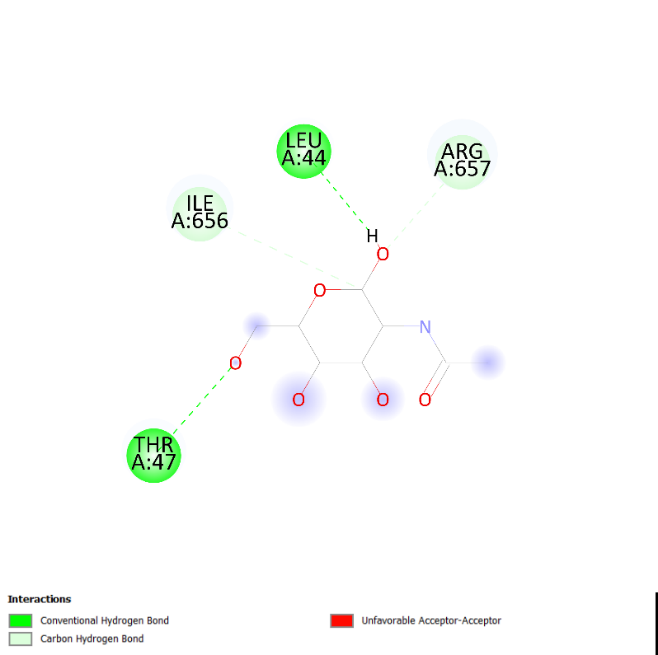 LEU
A:44
ARG
A:657
ILE
A:656
H
O
O
N
O
O
O
O
THR
A:47
Interactions
Conventional Hydrogen Bond
Unfavorable Acceptor-Acceptor
Carbon Hydrogen Bond